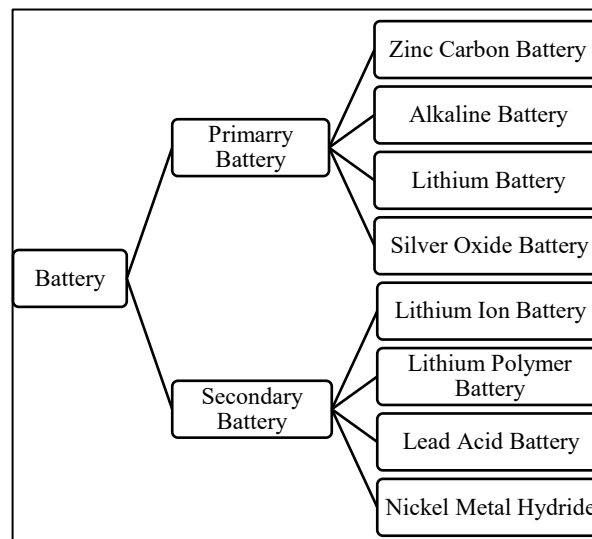 Zinc Carbon Battery
Alkaline Battery
Primarry
Battery
Lithium Battery
Silver Oxide Battery
Battery
Lithium Ion Battery
Lithium Polymer
Battery
Secondary
Battery
Lead Acid Battery
Nickel Metal Hydride